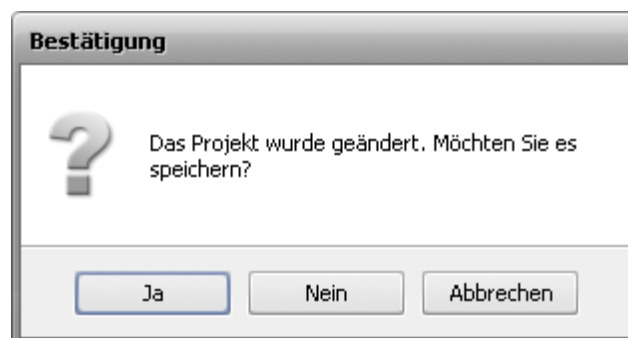 Bestätigung
Das Projekt wurde geändert. Möchten Sie es
speichern?
Ja Nein Abbrechen